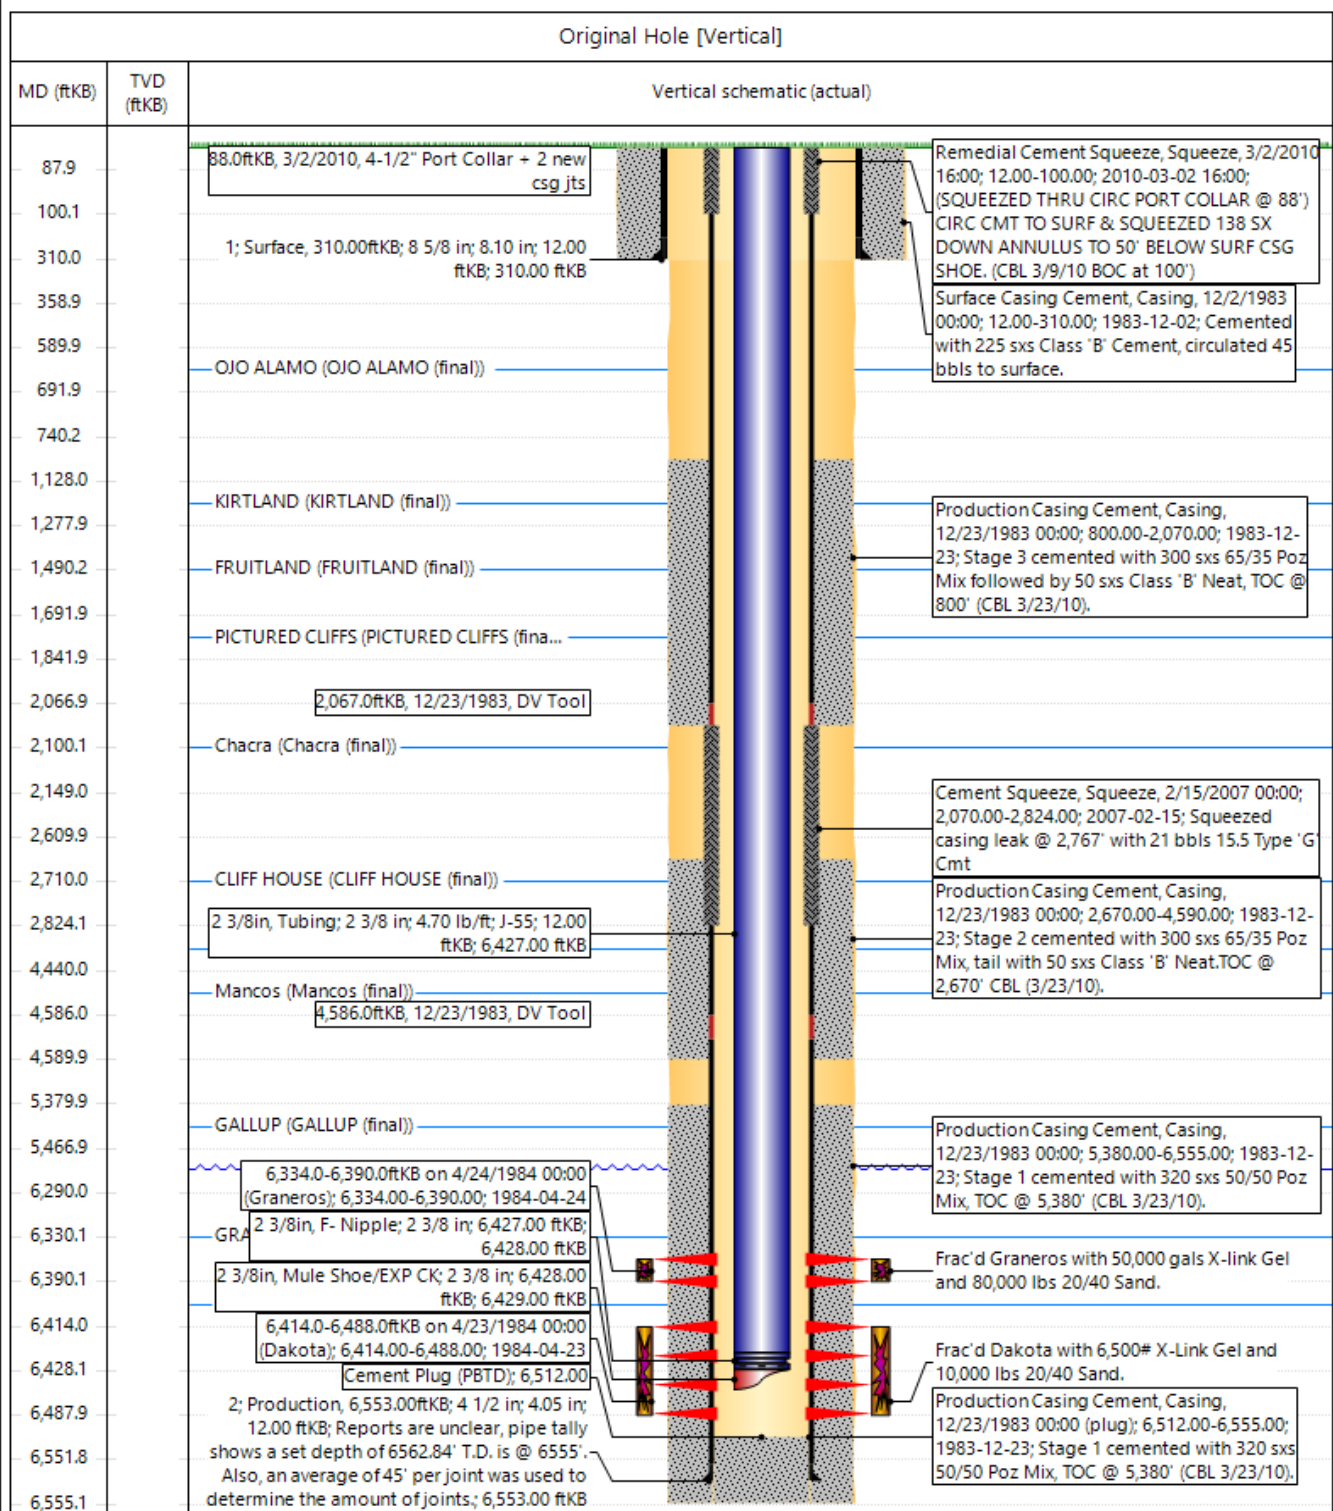 Original Hole [Vertical]
MD (ftKB)
TVD
(ftKB)
Vertical schematic (actual)
87.9
100.1
310.0
358.9
589.9
691.9
740.2
1,128.0
1,277.9
1,490.2
1,691.9
1,841.9
2,066.9
2,100.1
2,149.0
2,609.9
2,710.0
2,824.1
4,440.0
4,586.0
4,589.9
5,379.9
5,466.9
6,290.0
6,330.1
6,390.1
6,414.0
6,428.1
6,487.9
6,551.8
6,555.1
88.0ftKB, 3/2/2010, 4-1/2" Port Collar + 2 new
csg jts
1; Surface, 310.00ftKB; 8 5/8 in; 8.10 in; 12.00
ftKB; 310.00 ftKB
OJO ALAMO (OJO ALAMO (final))
KIRTLAND (KIRTLAND (final))
FRUITLAND (FRUITLAND (final))
PICTURED CLIFFS (PICTURED CLIFFS (fina...
2,067.0ftKB, 12/23/1983, DV Tool
Chacra (Chacra (final))
CLIFF HOUSE (CLIFF HOUSE (final))
2 3/8in, Tubing; 2 3/8 in; 4.70 lb/ft; J-55; 12.00
ftKB; 6,427.00 ftKB
Mancos (Mancos (final))
4,586.0ftKB, 12/23/1983, DV Tool
GALLUP (GALLUP (final))
6,334.0-6,390.0ftKB on 4/24/1984 00:00
(Graneros); 6,334.00-6,390.00; 1984-04-24
GRA
2 3/8in, F- Nipple; 2 3/8 in; 6,427.00 ftKB;
6,428.00 ftKB
2 3/8in, Mule Shoe/EXP CK; 2 3/8 in; 6,428.00
ftKB; 6,429.00 ftKB
6,414.0-6,488.0ftKB on 4/23/1984 00:00
(Dakota); 6,414.00-6,488.00; 1984-04-23
Cement Plug (PBTD); 6,512.00
2; Production, 6,553.00ftKB; 4 1/2 in; 4.05 in;
12.00 ftKB; Reports are unclear, pipe tally
shows a set depth of 6562.84' T.D. is @ 6555'.
Also, an average of 45' per joint was used to
determine the amount of joints.; 6,553.00 ftKB
Remedial Cement Squeeze, Squeeze, 3/2/2010
16:00; 12.00-100.00; 2010-03-02 16:00;
(SQUEEZED THRU CIRC PORT COLLAR @ 88')
CIRC CMT TO SURF & SQUEEZED 138 SX
DOWN ANNULUS TO 50' BELOW SURF CSG
SHOE. (CBL 3/9/10 BOC at 100')
Surface Casing Cement, Casing, 12/2/1983
00:00; 12.00-310.00; 1983-12-02; Cemented
with 225 sxs Class 'B' Cement, circulated 45
bbls to surface.
Production Casing Cement, Casing,
12/23/1983 00:00; 800.00-2,070.00; 1983-12-
23; Stage 3 cemented with 300 sxs 65/35 Poz
Mix followed by 50 sxs Class 'B' Neat, TOC @
800' (CBL 3/23/10).
Cement Squeeze, Squeeze, 2/15/2007 00:00;
2,070.00-2,824.00; 2007-02-15; Squeezed
casing leak @ 2,767' with 21 bbls 15.5 Type 'G'
Cmt
Production Casing Cement, Casing,
12/23/1983 00:00; 2,670.00-4,590.00; 1983-12-
23; Stage 2 cemented with 300 sxs 65/35 Poz
Mix, tail with 50 sxs Class 'B' Neat.TOC @
2,670' CBL (3/23/10).
Production Casing Cement, Casing,
12/23/1983 00:00; 5,380.00-6,555.00; 1983-12-
23; Stage 1 cemented with 320 sxs 50/50 Poz
Mix, TOC @ 5,380' (CBL 3/23/10).
Frac'd Graneros with 50,000 gals X-link Gel
and 80,000 lbs 20/40 Sand.
Frac'd Dakota with 6,500# X-Link Gel and
10,000 lbs 20/40 Sand.
Production Casing Cement, Casing,
12/23/1983 00:00 (plug); 6,512.00-6,555.00;
1983-12-23; Stage 1 cemented with 320 sxs
50/50 Poz Mix, TOC @ 5,380' (CBL 3/23/10).